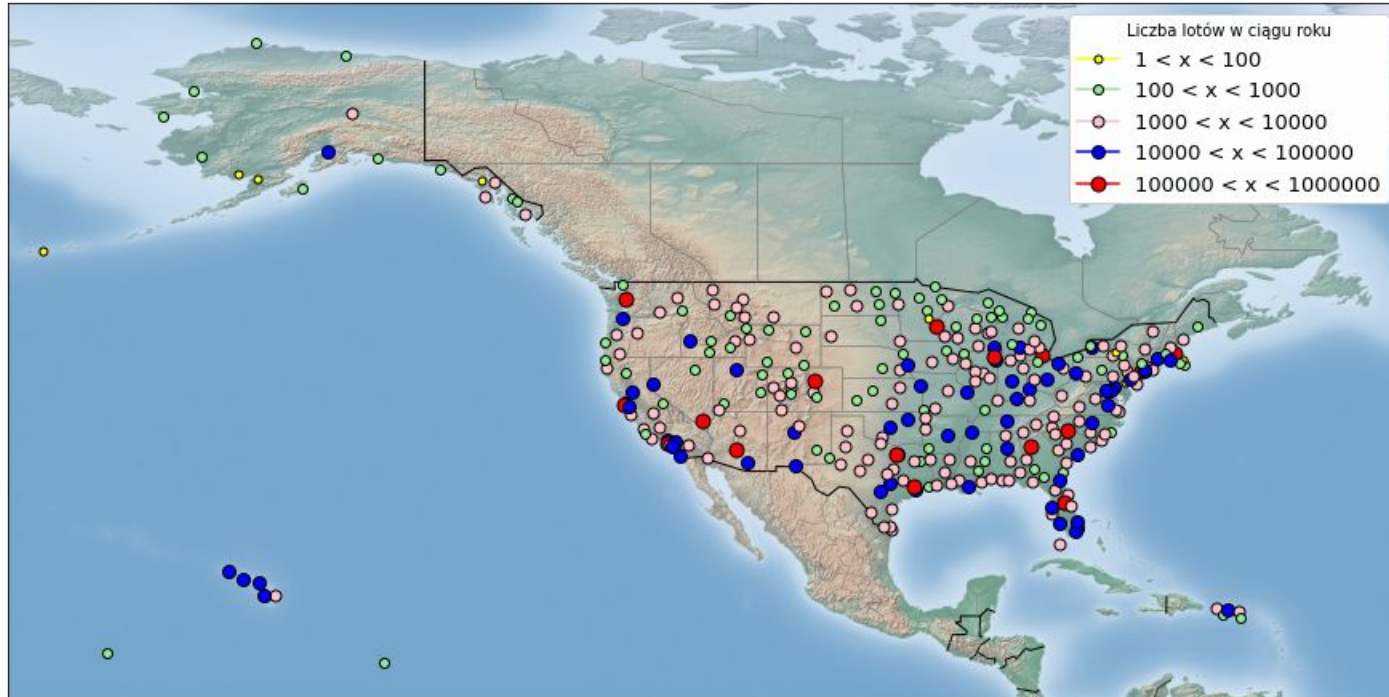 Liczba lotów w ciągu roku
1 < x < 100
100 < x < 1000
1000 < x < 10000
10000 < x < 100000
100000 < x < 1000000